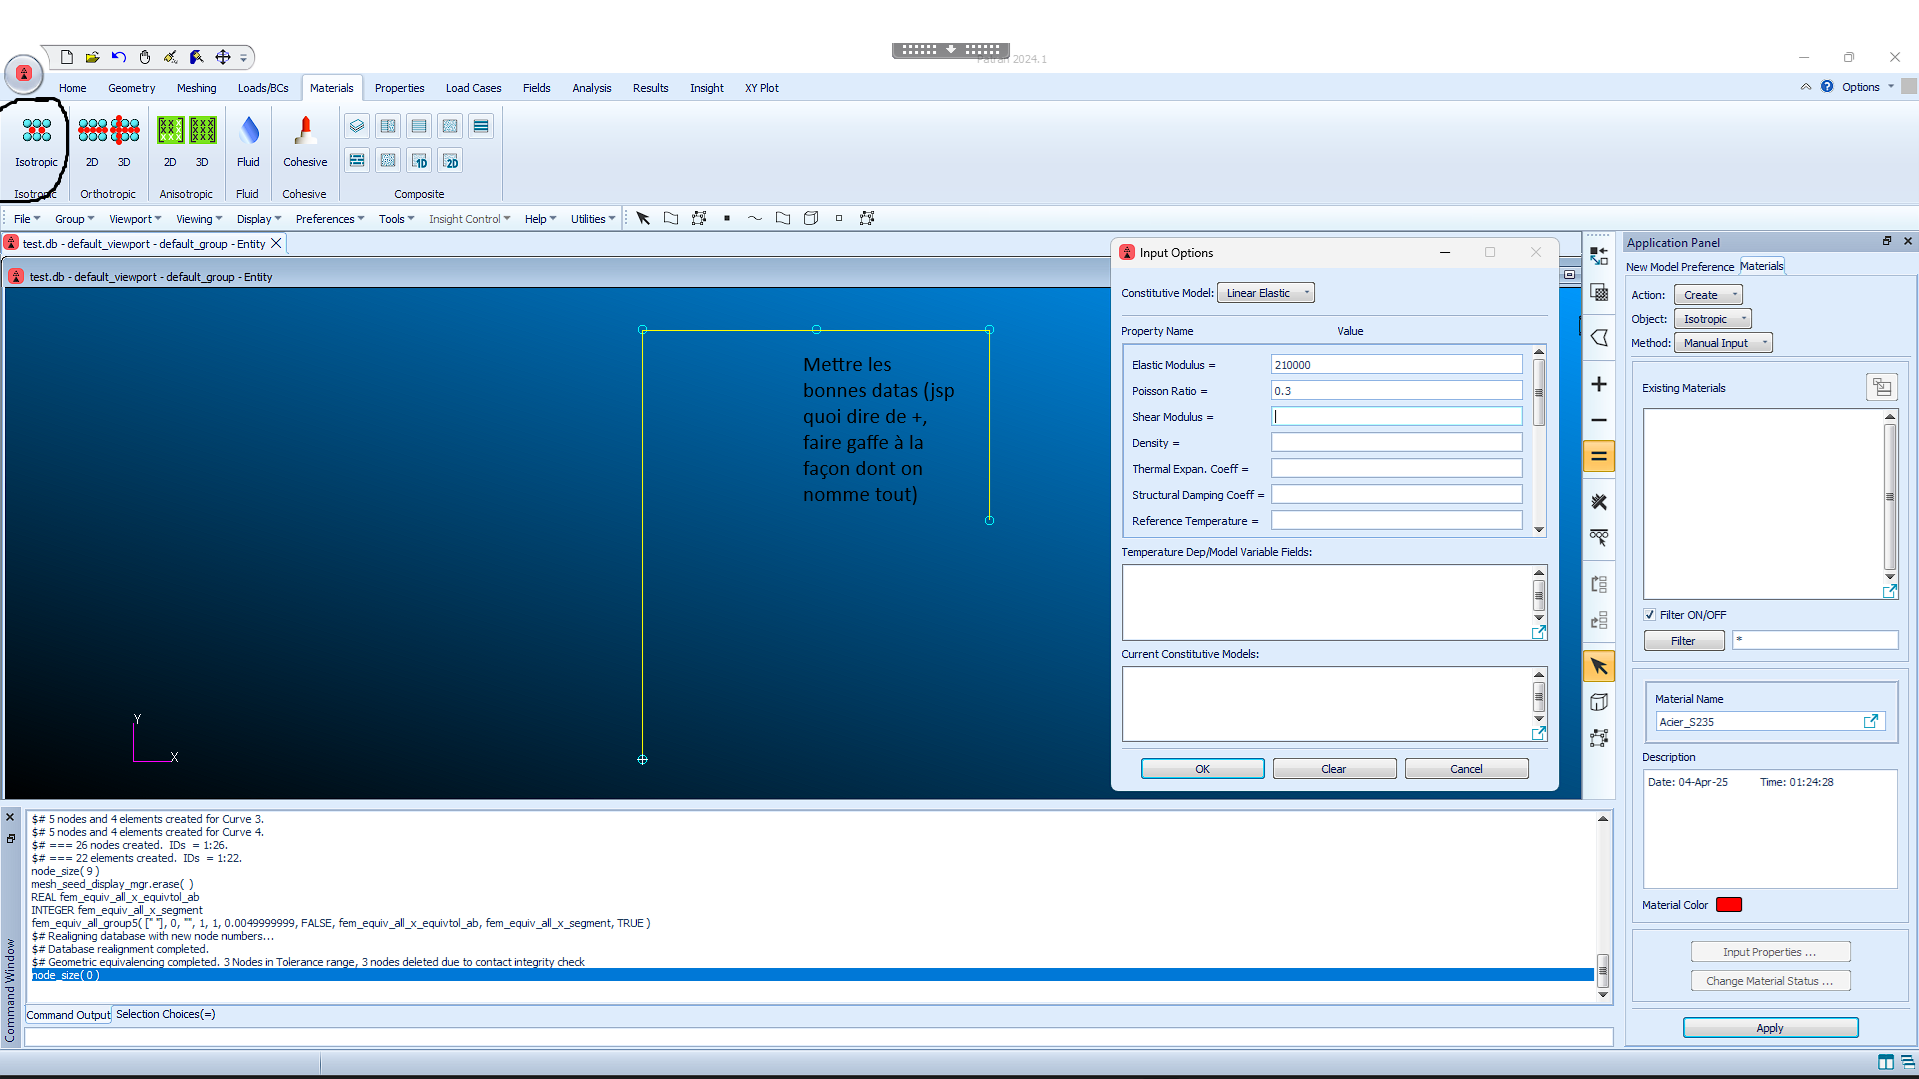 Patran 2024.1
Home Geometry Meshing Loads/BCs Materials Properties Load Cases Fields Analysis Results Insight XY Plot
Options
Isotropic 2D 3D 2D 3D Fluid Cohesive
1D 2D
Isotropic Orthotropic Anisotropic Fluid Cohesive Composite
File Group Viewport Viewing Display Preferences Tools Insight Control Help Utilities
test.db - default_viewport - default_group - Entity
test.db - default_viewport - default_group - Entity
Mettre les
bonnes datas (jsp
quoi dire de +,
faire gaffe à la
façon dont on
nomme tout)
Y
X
Input Options
Constitutive Model: Linear Elastic
Property Name Value
Elastic Modulus = 210000
Poisson Ratio = 0.3
Shear Modulus =
Density =
Thermal Expan. Coeff =
Structural Damping Coeff =
Reference Temperature =
Temperature Dep/Model Variable Fields:
Current Constitutive Models:
OK Clear Cancel
Application Panel
New Model Preference Materials
Action: Create
Object: Isotropic
Method: Manual Input
Existing Materials
Filter ON/OFF
Filter *
Material Name
Acier_S235
Description
Date: 04-Apr-25 Time: 01:24:28
Material Color
Input Properties ...
Change Material Status ...
Apply
Command Window
$# 5 nodes and 4 elements created for Curve 3.
$# 5 nodes and 4 elements created for Curve 4.
$# === 26 nodes created. IDs = 1:26.
$# === 22 elements created. IDs = 1:22.
node_size( 9 )
mesh_seed_display_mgr.erase( )
REAL fem_equiv_all_x_equivtol_ab
INTEGER fem_equiv_all_x_segment
fem_equiv_all_group5( [" "], 0, "", 1, 1, 0.0049999999, FALSE, fem_equiv_all_x_equivtol_ab, fem_equiv_all_x_segment, TRUE )
$# Realigning database with new node numbers...
$# Database realignment completed.
$# Geometric equivalencing completed. 3 Nodes in Tolerance range, 3 nodes deleted due to contact integrity check
node_size( 0 )
Command Output Selection Choices(=)